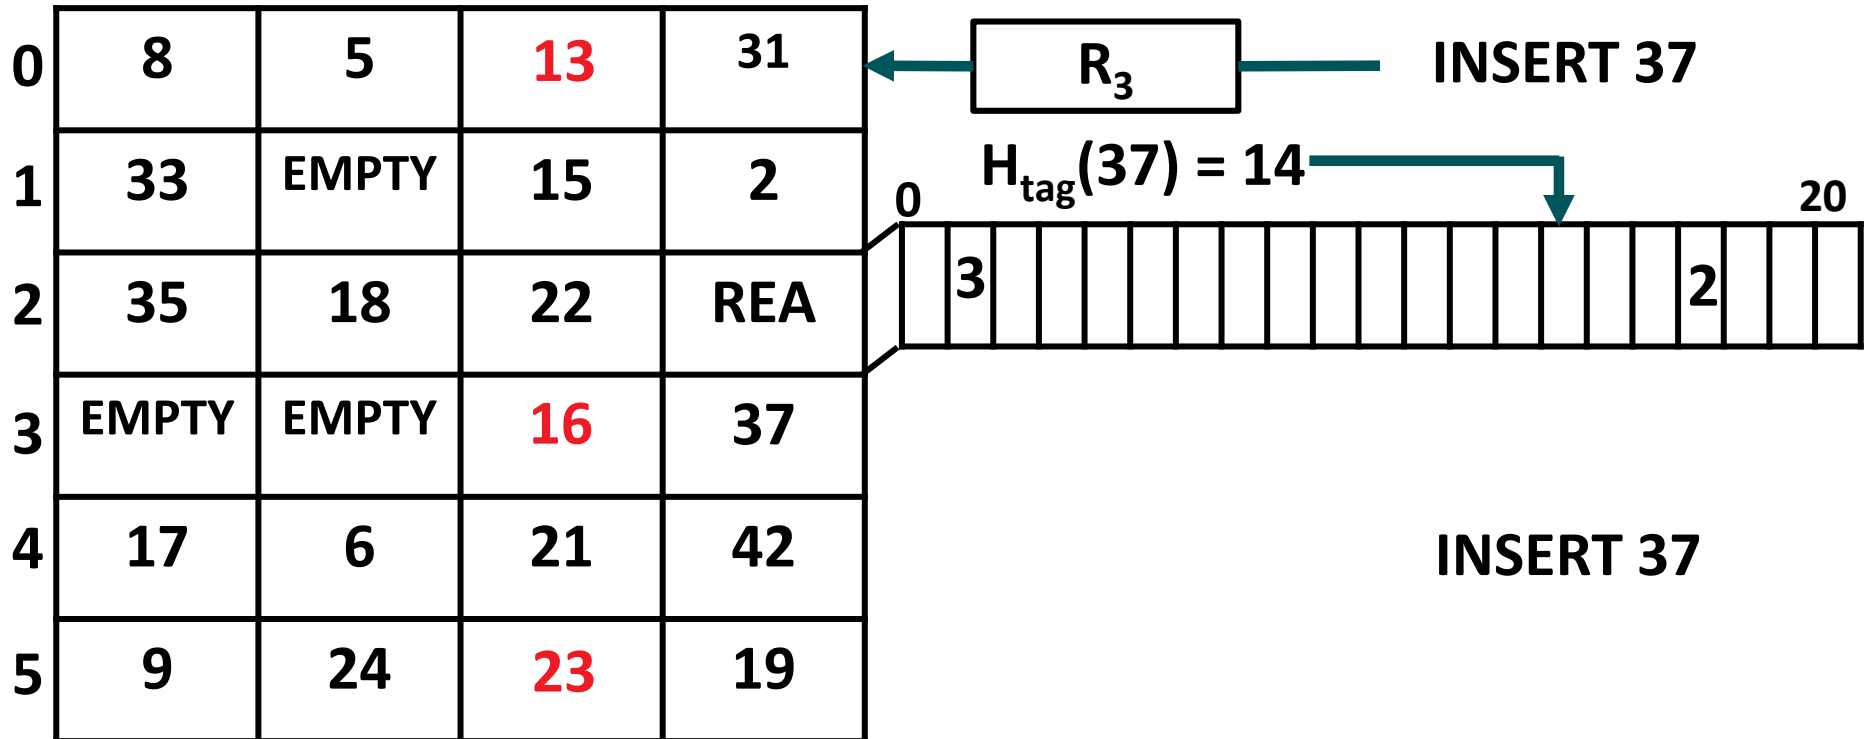 0 8 5 13 31 R3 INSERT 37
1 33 EMPTY 15 2 Htag(37) = 14
0 20
2 35 18 22 REA 3 2
3 EMPTY EMPTY 16 37
4 17 6 21 42 INSERT 37
5 9 24 23 19